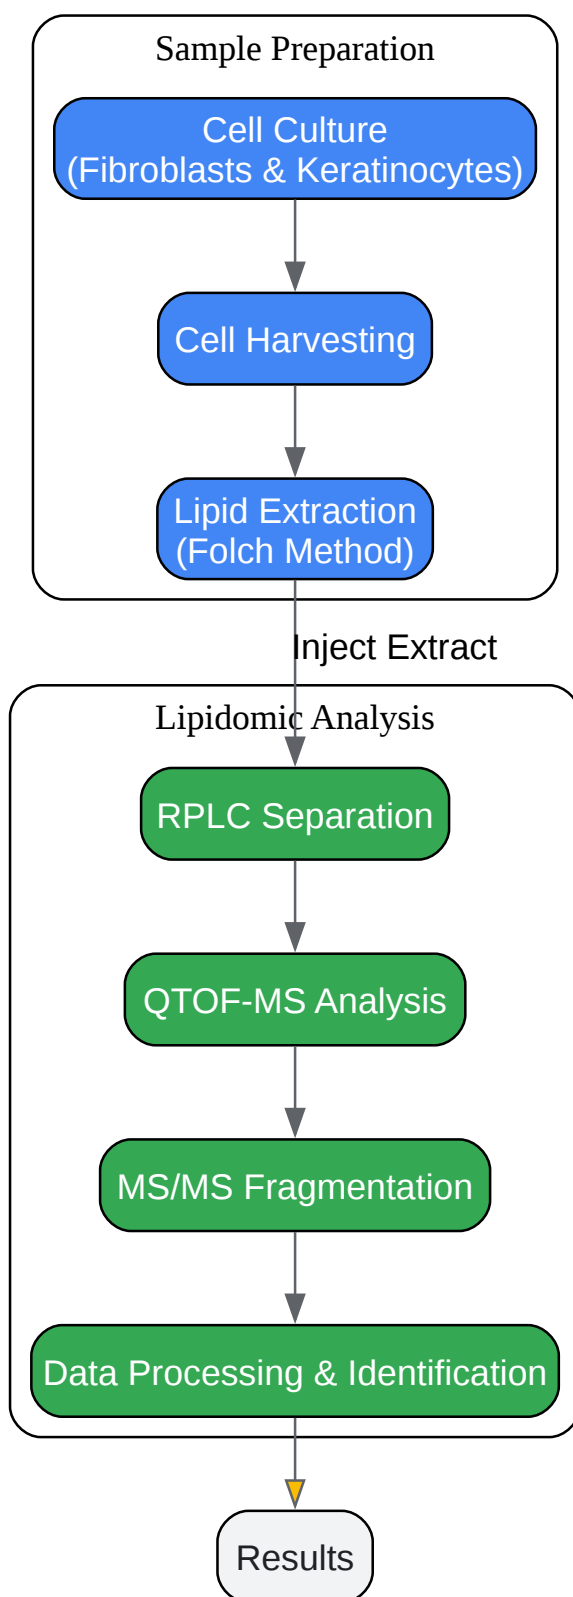 Sample Preparation
Cell Culture
(Fibroblasts & Keratinocytes)
Cell Harvesting
Lipid Extraction
(Folch Method)
Inject Extract
Lipidomic Analysis
RPLC Separation
QTOF-MS Analysis
MS/MS Fragmentation
Data Processing & Identification
Results